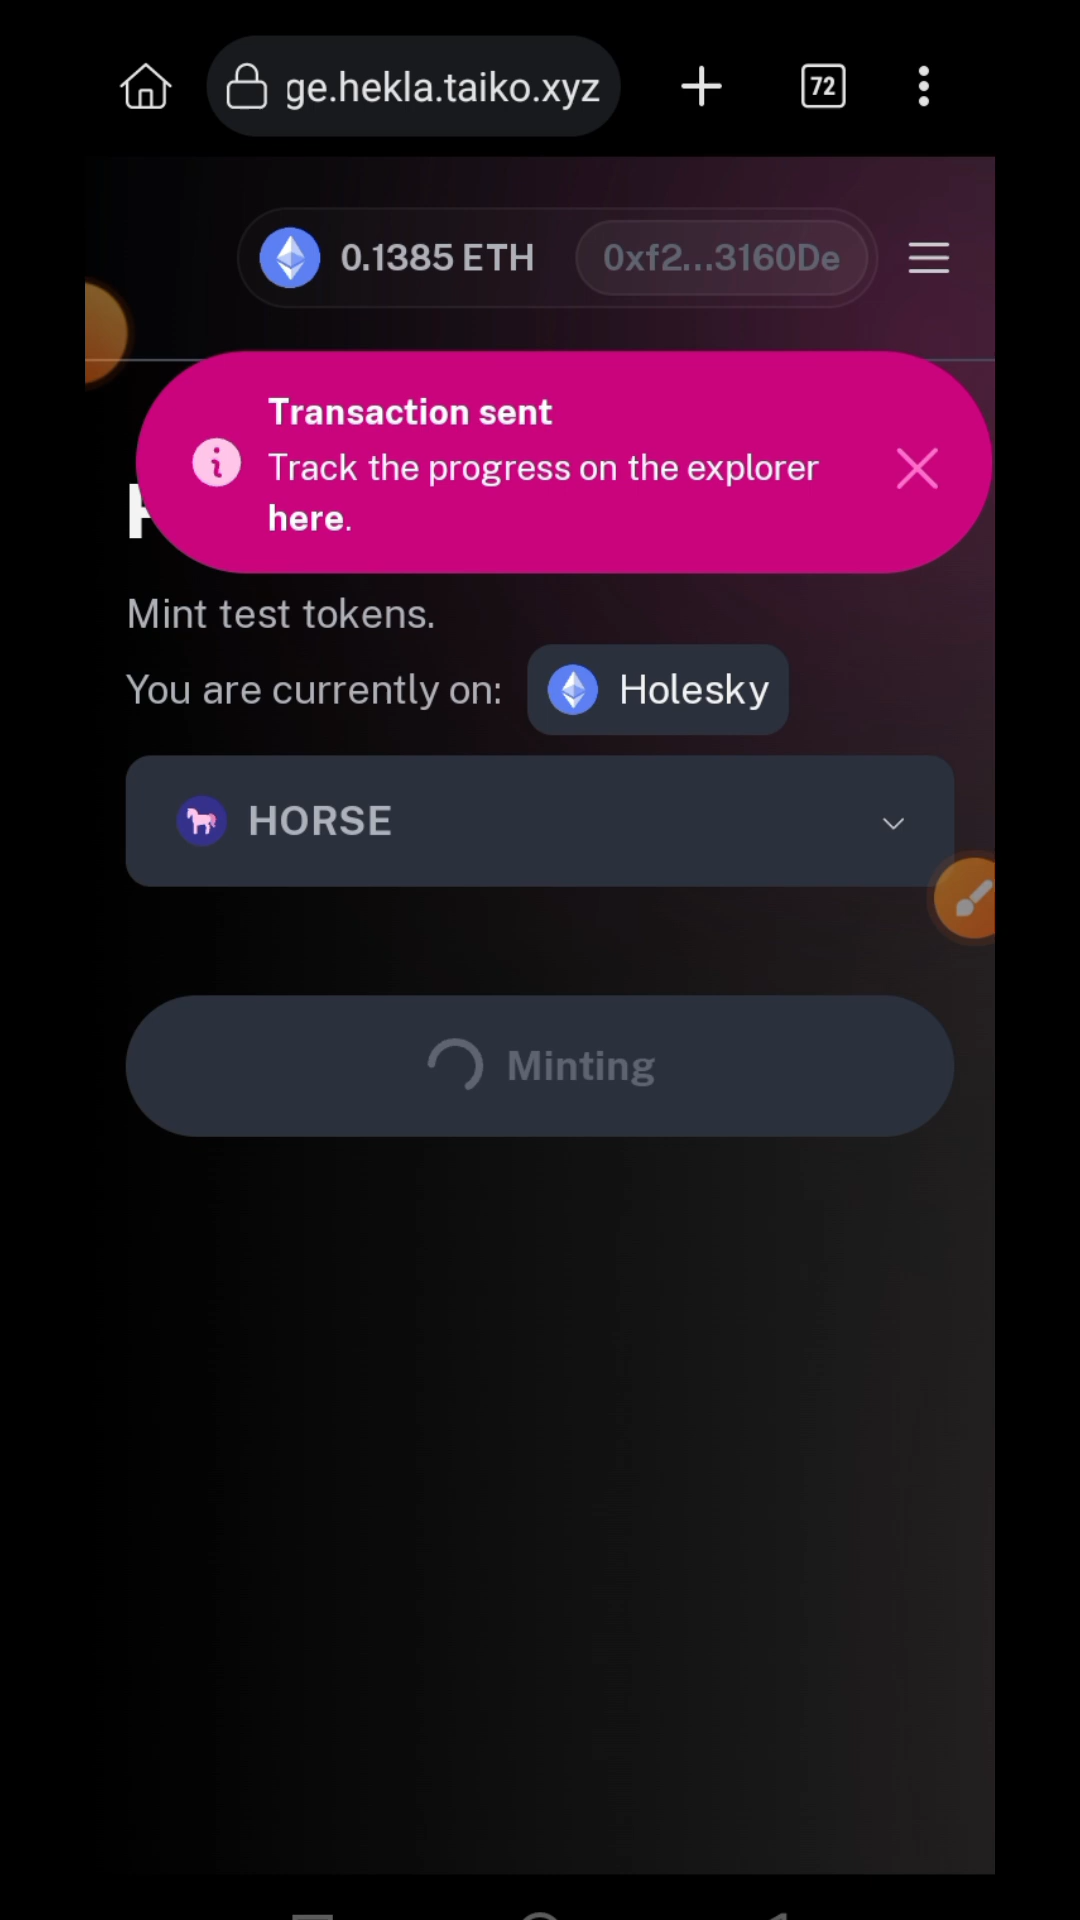 ge.hekla.taiko.xyz
72
0.1385 ETH
0xf2...3160De
Transaction sent
Track the progress on the explorer
here.
Mint test tokens.
You are currently on:
Holesky
HORSE
Minting